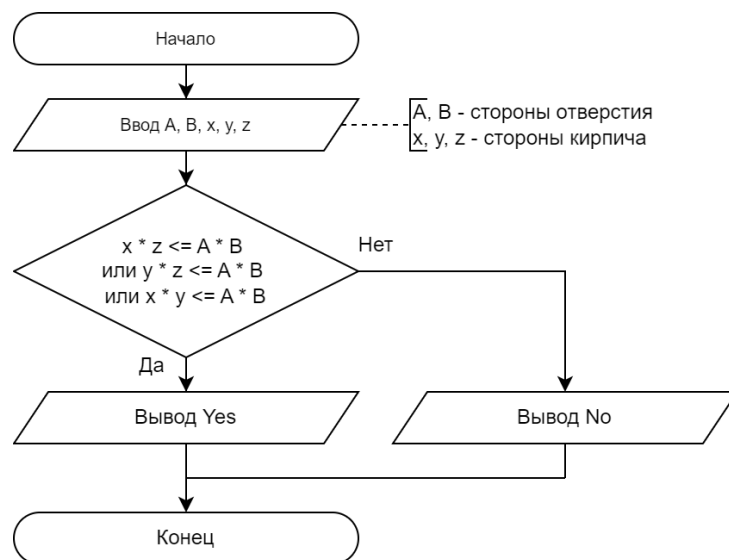 Начало
Ввод A, B, x, y, z
A, B - стороны отверстия
x, y, z - стороны кирпича
x * z <= A * B
или y * z <= A * B
или x * y <= A * B
Нет
Да
Вывод Yes
Вывод No
Конец